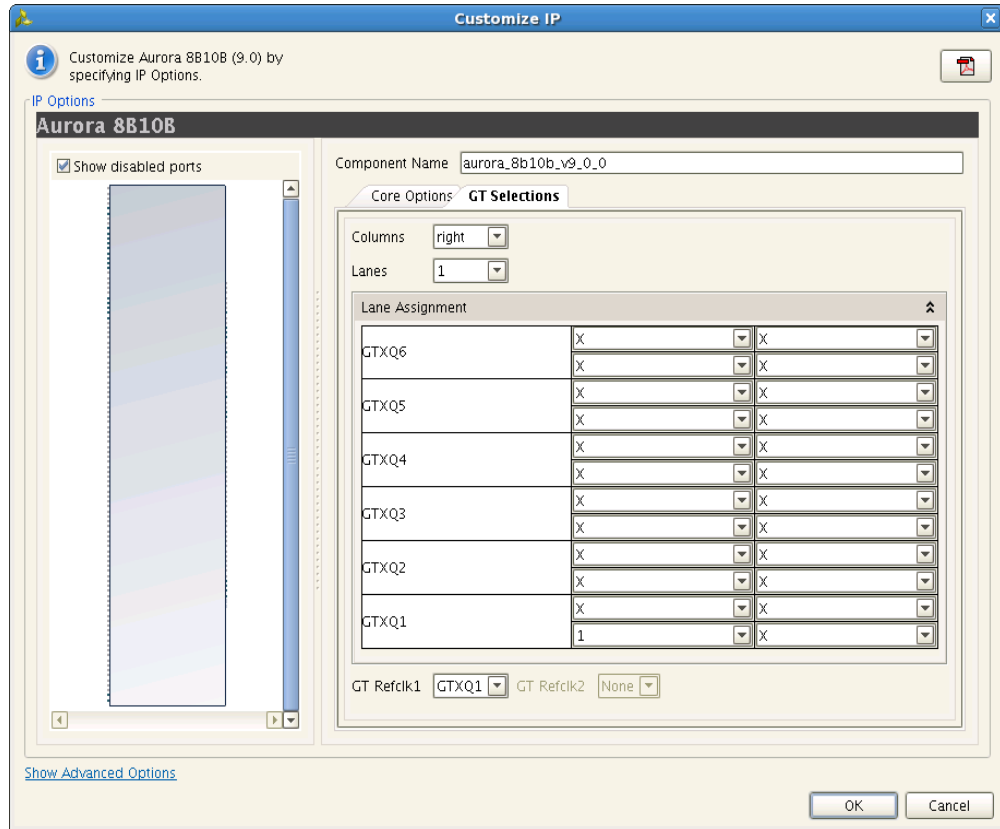 Customize IP
Customize Aurora 8B10B (9.0) by
specifying IP Options.
IP Options
Aurora 8B10B
Show disabled ports
Component Name aurora_8b10b_v9_0_0
Core Options GT Selections
Columns right
Lanes 1
Lane Assignment
GTXQ6
X X
X X
GTXQ5
X X
X X
GTXQ4
X X
X X
GTXQ3
X X
X X
GTXQ2
X X
X X
GTXQ1
X X
1 X
GT Refclk1 GTXQ1 GT Refclk2 None
Show Advanced Options
OK Cancel